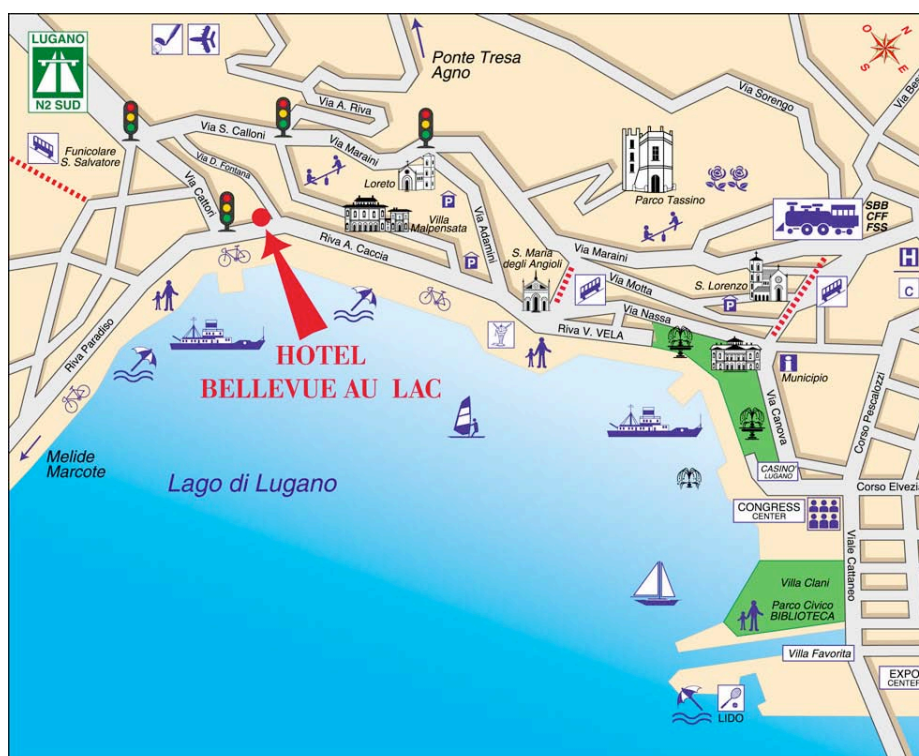 LUGANO
N2 SUD
Ponte Tresa
Agno
N
O
E
S
Via Sorengo
Via A. Riva
Via S. Calloni
Via Maraini
Funicolare
S. Salvatore
Via D. Fontana
Loreto
Via Cattori
P
Villa
Malpensata
Via Adamini
Parco Tassino
SBB
CFF
FSS
H
C
Riva A. Caccia
P
S. Maria
degli Angioli
Via Maraini
Via Motta
S. Lorenzo
P
Via Nassa
Riva V. VELA
i
Municipio
Via Canova
Corso Pescalozzi
Riva Paradiso
HOTEL
BELLEVUE AU LAC
Melide
Marcote
Lago di Lugano
CASINO'
LUGANO
Corso Elvezia
CONGRESS
CENTER
Viale Cattaneo
Villa Clani
Parco Civico
BIBLIOTECA
Villa Favorita
EXPO
CENTER
LIDO